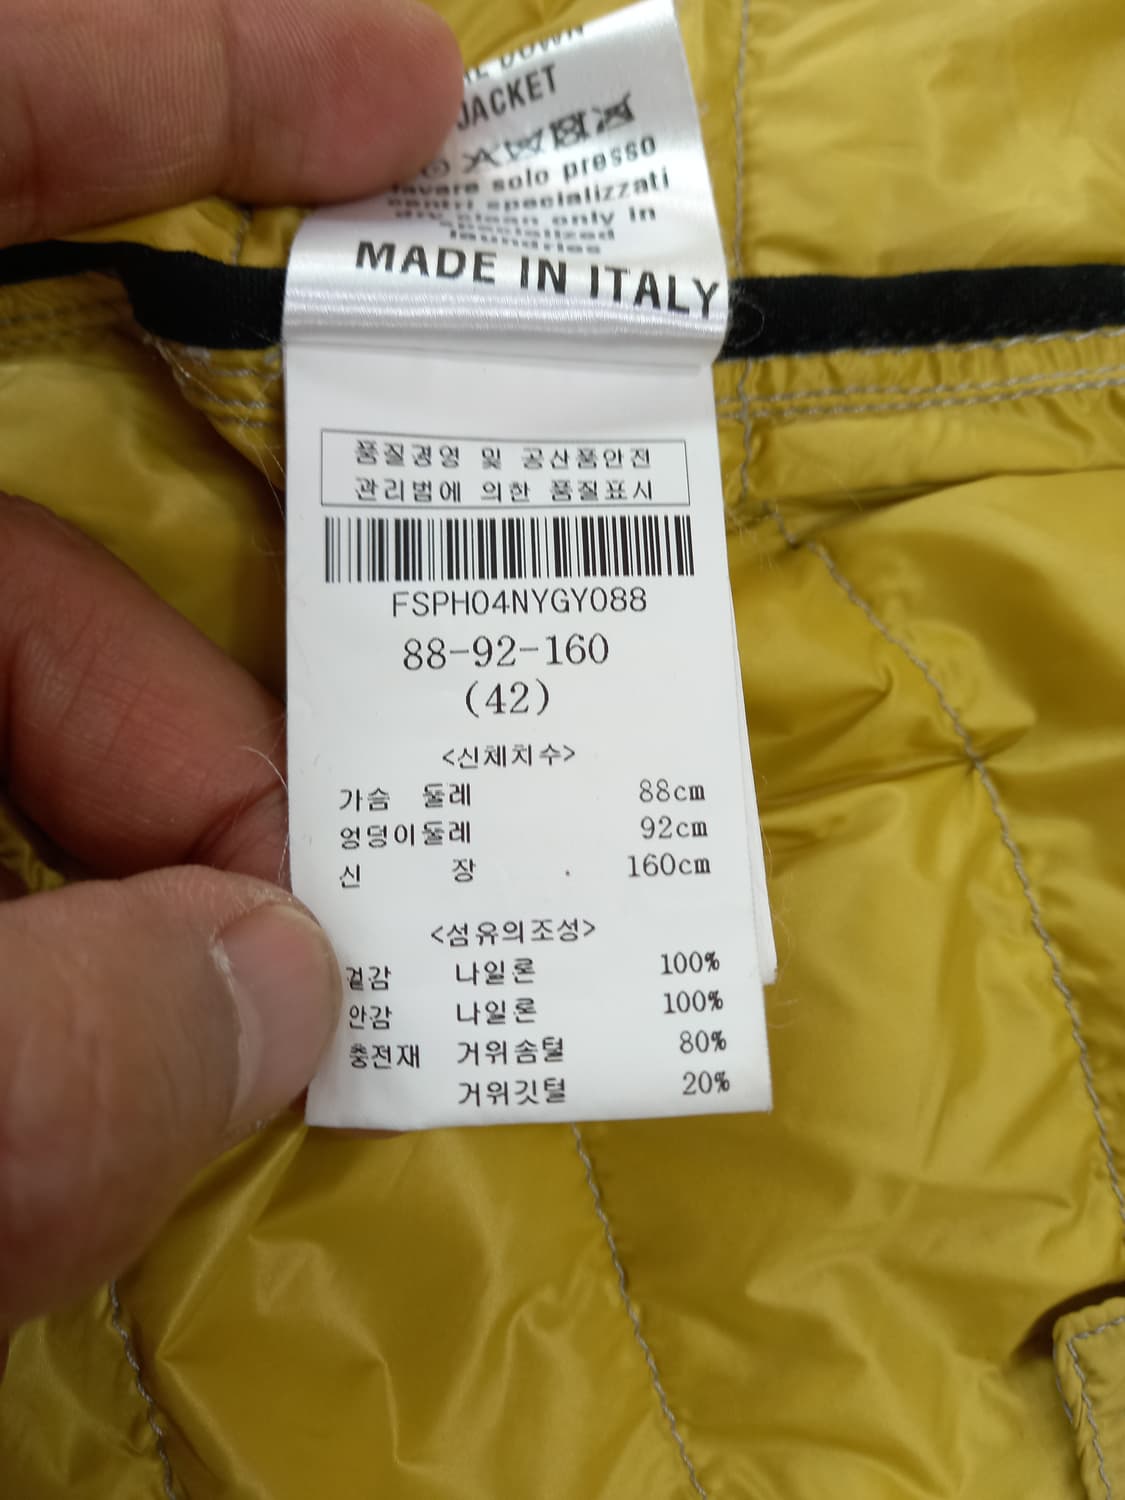 DOWN
JACKET
lavare solo presso
centri specializzati
dry clean only in
specialized
laundries
MADE IN ITALY
품질경영 및 공산품안전
관리법에 의한 품질표시
FSPH04NYGY088
88-92-160
(42)
<신체치수>
가슴 둘레 88cm
엉덩이둘레 92cm
신 장 160cm
<섬유의조성>
겉감 나일론 100%
안감 나일론 100%
충전재 거위솜털 80%
거위깃털 20%